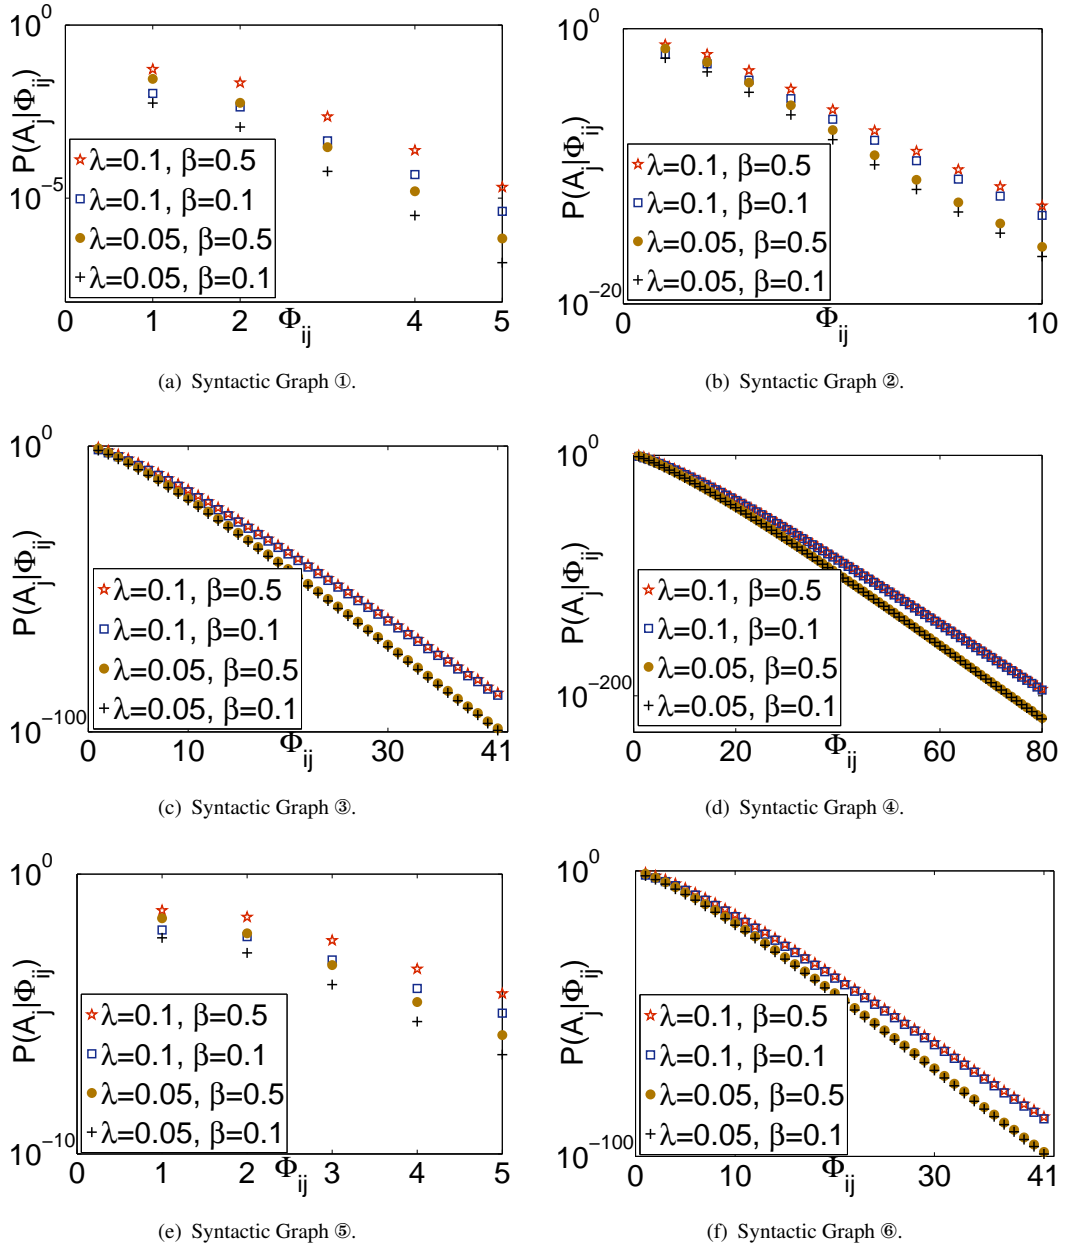 10^0
P(A_j|Φ_ij)
10^-5
λ=0.1, β=0.5
λ=0.1, β=0.1
λ=0.05, β=0.5
λ=0.05, β=0.1
0 1 2 4 5
Φ_ij
(a) Syntactic Graph ①.
10^0
P(A_j|Φ_ij)
10^-20
λ=0.1, β=0.5
λ=0.1, β=0.1
λ=0.05, β=0.5
λ=0.05, β=0.1
0 10
Φ_ij
(b) Syntactic Graph ②.
10^0
P(A_j|Φ_ij)
10^-100
λ=0.1, β=0.5
λ=0.1, β=0.1
λ=0.05, β=0.5
λ=0.05, β=0.1
0 10 30 41
Φ_ij
(c) Syntactic Graph ③.
10^0
P(A_j|Φ_ij)
10^-200
λ=0.1, β=0.5
λ=0.1, β=0.1
λ=0.05, β=0.5
λ=0.05, β=0.1
0 20 60 80
Φ_ij
(d) Syntactic Graph ④.
10^0
P(A_j|Φ_ij)
10^-10
λ=0.1, β=0.5
λ=0.1, β=0.1
λ=0.05, β=0.5
λ=0.05, β=0.1
0 1 2 3 4 5
Φ_ij
(e) Syntactic Graph ⑤.
10^0
P(A_j|Φ_ij)
10^-100
λ=0.1, β=0.5
λ=0.1, β=0.1
λ=0.05, β=0.5
λ=0.05, β=0.1
0 10 30 41
Φ_ij
(f) Syntactic Graph ⑥.